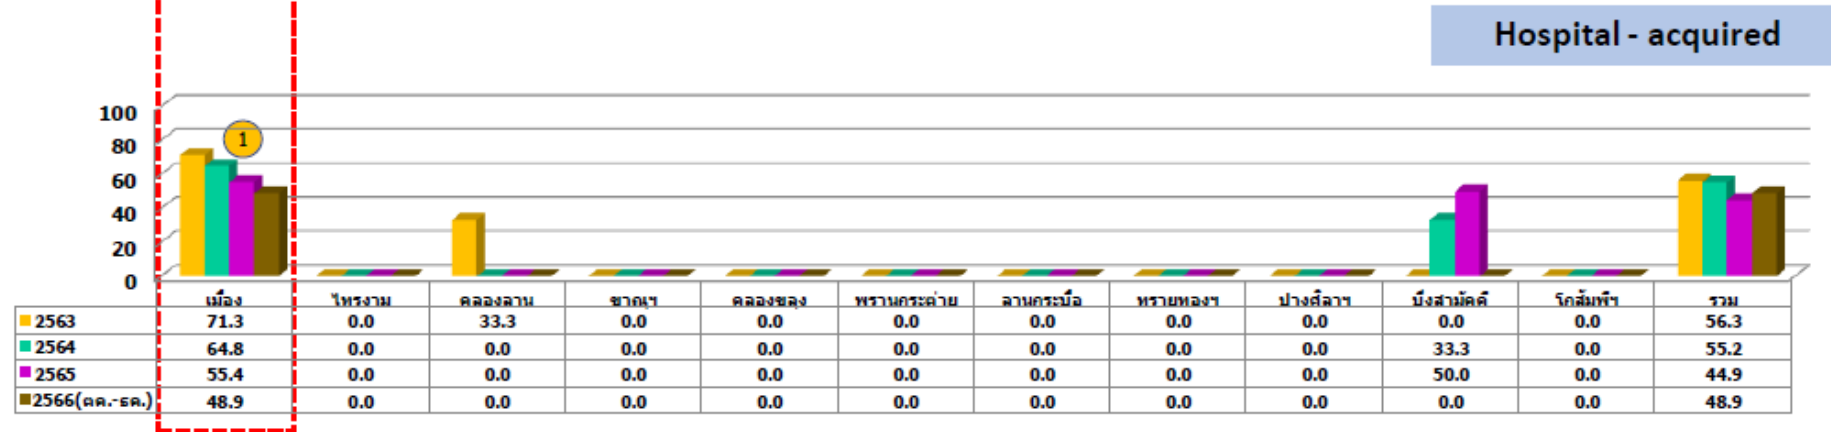 Hospital - acquired
100
80
60
40
20
0
1
เมือง ไทรงาม คลองลาน ขาณุฯ คลองขลุง พรานกระต่าย ลานกระบือ ทรายทองฯ ปางศิลาฯ บึงสามัคคี โกสัมพีฯ รวม
2563 71.3 0.0 33.3 0.0 0.0 0.0 0.0 0.0 0.0 0.0 0.0 56.3
2564 64.8 0.0 0.0 0.0 0.0 0.0 0.0 0.0 0.0 33.3 0.0 55.2
2565 55.4 0.0 0.0 0.0 0.0 0.0 0.0 0.0 0.0 50.0 0.0 44.9
2566(ตค.-ธค.) 48.9 0.0 0.0 0.0 0.0 0.0 0.0 0.0 0.0 0.0 0.0 48.9